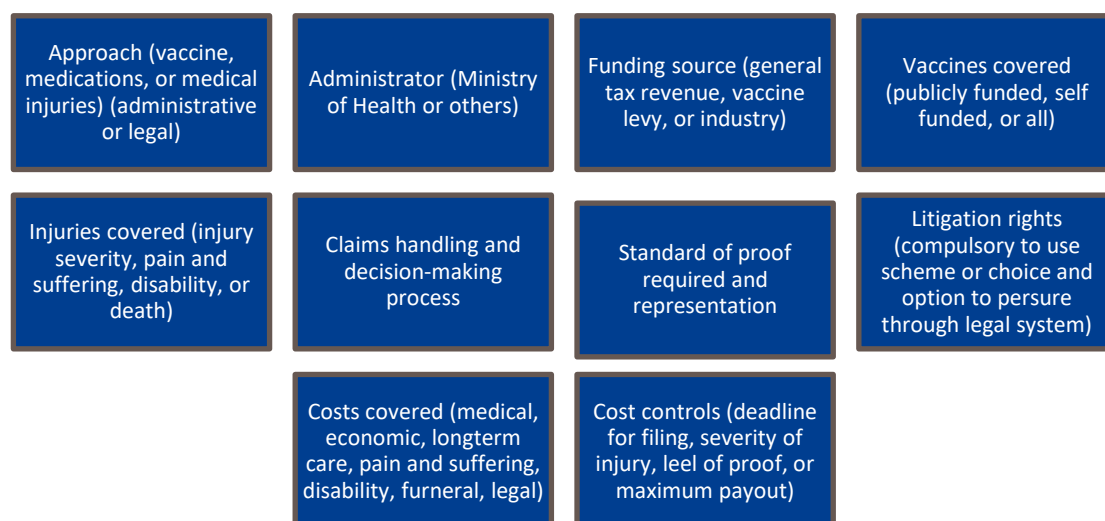 Approach (vaccine,
medications, or medical
injuries) (administrative
or legal)
Administrator (Ministry
of Health or others)
Funding source (general
tax revenue, vaccine
levy, or industry)
Vaccines covered
(publicly funded, self
funded, or all)
Injuries covered (injury
severity, pain and
suffering, disability, or
death)
Claims handling and
decision-making
process
Standard of proof
required and
representation
Litigation rights
(compulsory to use
scheme or choice and
option to persure
through legal system)
Costs covered (medical,
economic, longterm
care, pain and suffering,
disability, furneral, legal)
Cost controls (deadline
for filing, severity of
injury, leel of proof, or
maximum payout)